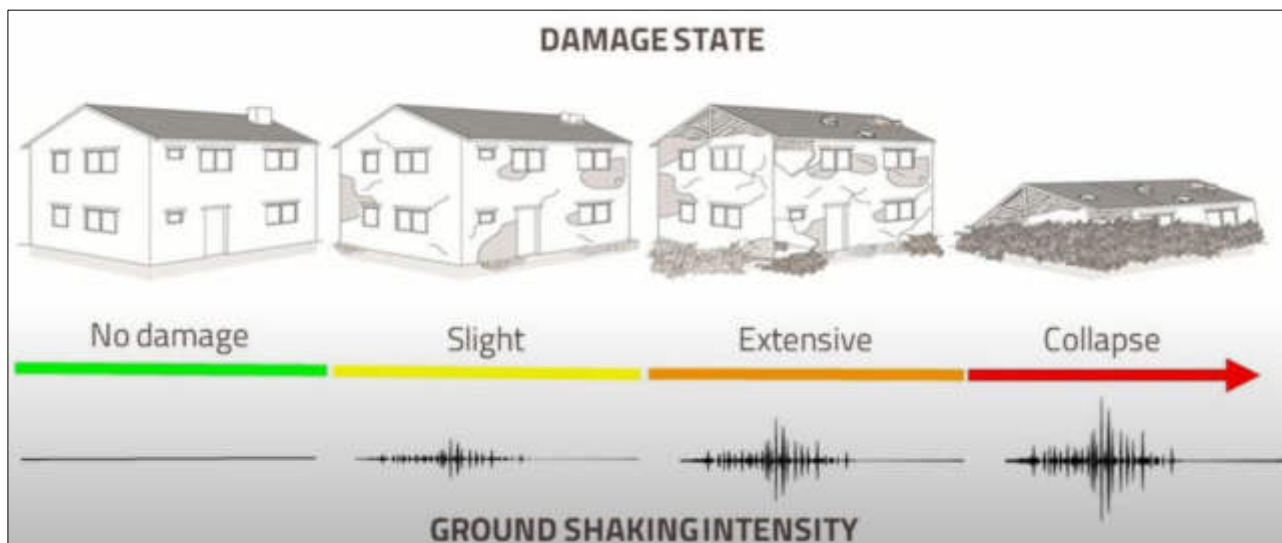 DAMAGE STATE
No damage
Slight
Extensive
Collapse
GROUND SHAKING INTENSITY